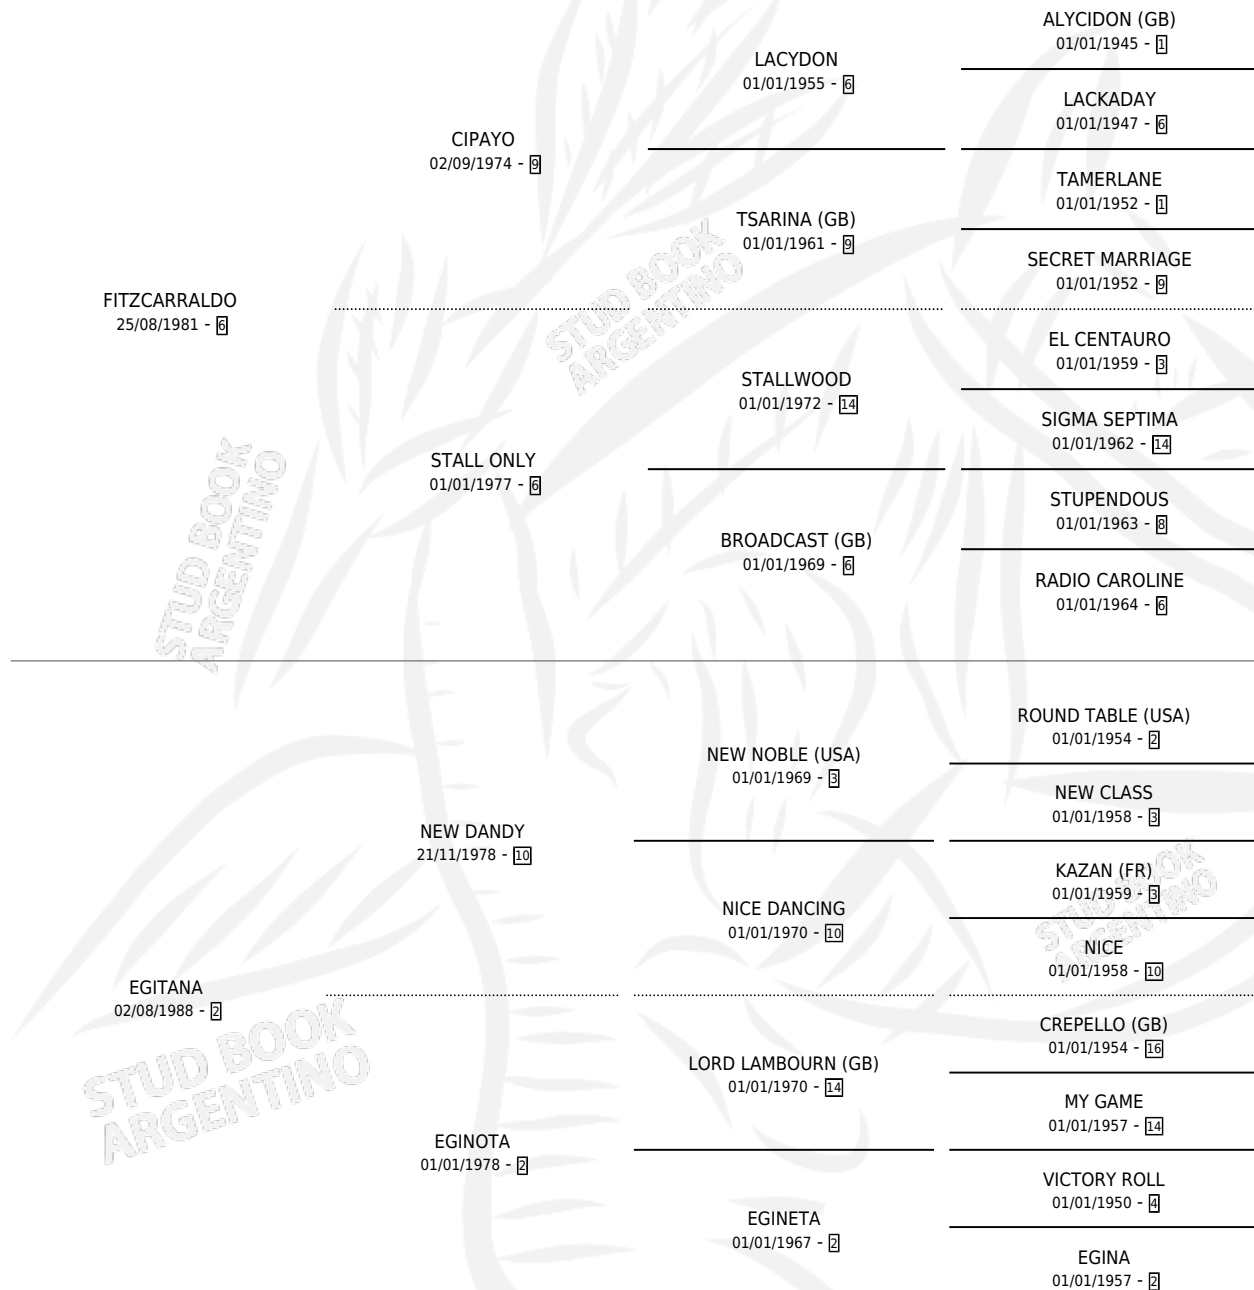 FITZCARRALDO
25/08/1981 - 6
CIPAYO
02/09/1974 - 9
STALL ONLY
01/01/1977 - 6
LACYDON
01/01/1955 - 6
TSARINA (GB)
01/01/1961 - 9
STALLWOOD
01/01/1972 - 14
BROADCAST (GB)
01/01/1969 - 6
ALYCIDON (GB)
01/01/1945 - 1
LACKADAY
01/01/1947 - 6
TAMERLANE
01/01/1952 - 1
SECRET MARRIAGE
01/01/1952 - 9
EL CENTAURO
01/01/1959 - 3
SIGMA SEPTIMA
01/01/1962 - 14
STUPENDOUS
01/01/1963 - 8
RADIO CAROLINE
01/01/1964 - 6
EGITANA
02/08/1988 - 2
NEW DANDY
21/11/1978 - 10
EGINOTA
01/01/1978 - 2
NEW NOBLE (USA)
01/01/1969 - 3
NICE DANCING
01/01/1970 - 10
LORD LAMBOURN (GB)
01/01/1970 - 14
EGINETA
01/01/1967 - 2
ROUND TABLE (USA)
01/01/1954 - 2
NEW CLASS
01/01/1958 - 3
KAZAN (FR)
01/01/1959 - 3
NICE
01/01/1958 - 10
CREPELLO (GB)
01/01/1954 - 16
MY GAME
01/01/1957 - 14
VICTORY ROLL
01/01/1950 - 4
EGINA
01/01/1957 - 2
STUD BOOK
ARGENTINO
STUD BOOK
ARGENTINO
STUD BOOK
ARGENTINO
STUD BOOK
ARGENTINO